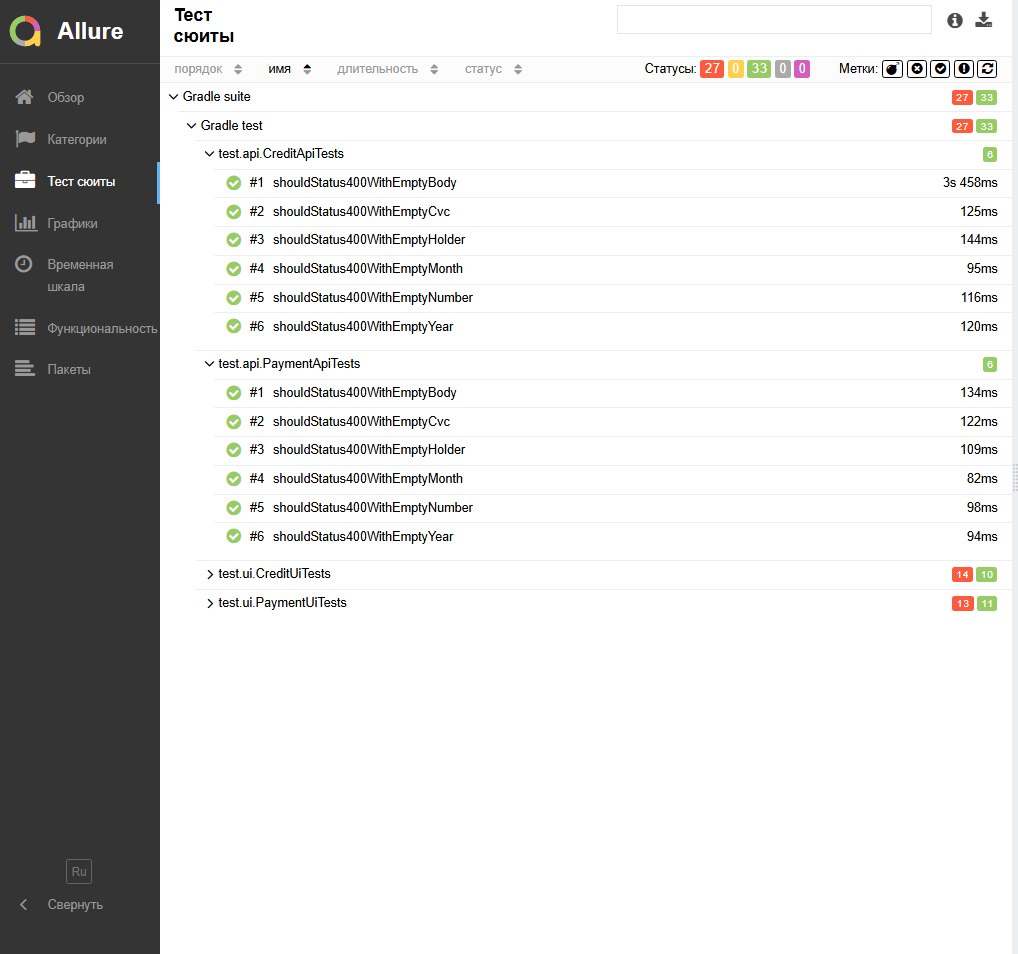 Allure
Обзор
Категории
Тест сюиты
Графики
Временная
шкала
Функциональность
Пакеты
Ru
Свернуть
Тест
сюиты
порядок имя длительность статус Статусы: 27 0 33 0 0 Метки:
Gradle suite 27 33
Gradle test 27 33
test.api.CreditApiTests 6
#1 shouldStatus400WithEmptyBody 3s 458ms
#2 shouldStatus400WithEmptyCvc 125ms
#3 shouldStatus400WithEmptyHolder 144ms
#4 shouldStatus400WithEmptyMonth 95ms
#5 shouldStatus400WithEmptyNumber 116ms
#6 shouldStatus400WithEmptyYear 120ms
test.api.PaymentApiTests 6
#1 shouldStatus400WithEmptyBody 134ms
#2 shouldStatus400WithEmptyCvc 122ms
#3 shouldStatus400WithEmptyHolder 109ms
#4 shouldStatus400WithEmptyMonth 82ms
#5 shouldStatus400WithEmptyNumber 98ms
#6 shouldStatus400WithEmptyYear 94ms
test.ui.CreditUiTests 14 10
test.ui.PaymentUiTests 13 11